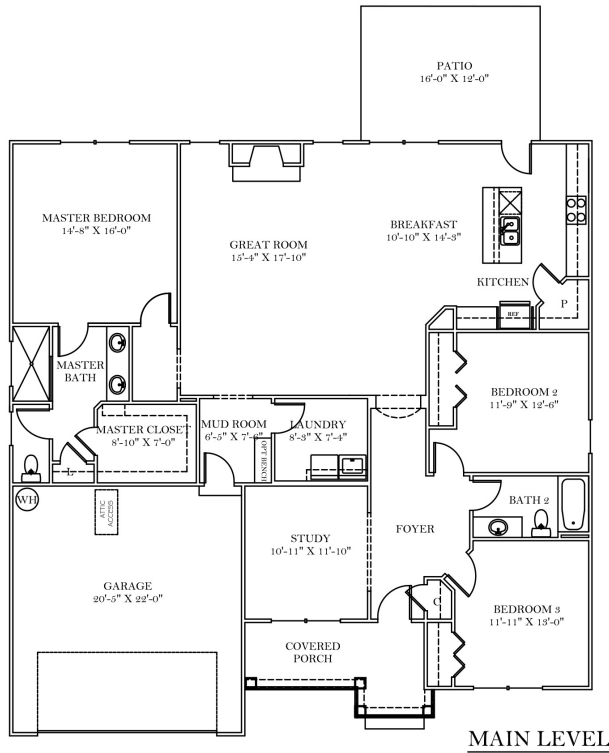 PATIO
16'-0" X 12'-0"
MASTER BEDROOM
14'-8" X 16'-0"
GREAT ROOM
15'-4" X 17'-10"
BREAKFAST
10'-10" X 14'-3"
KITCHEN
P
REF
MASTER
BATH
BEDROOM 2
11'-9" X 12'-6"
MASTER CLOSET
8'-10" X 7'-0"
MUD ROOM
6'-5" X
LAUNDRY
8'-3" X 7'-4"
OPT BENCH
L
WH
ATTIC
ACCESS
BATH 2
FOYER
STUDY
10'-11" X 11'-10"
GARAGE
20'-5" X 22'-0"
C
BEDROOM 3
11'-11" X 13'-0"
COVERED
PORCH
MAIN LEVEL